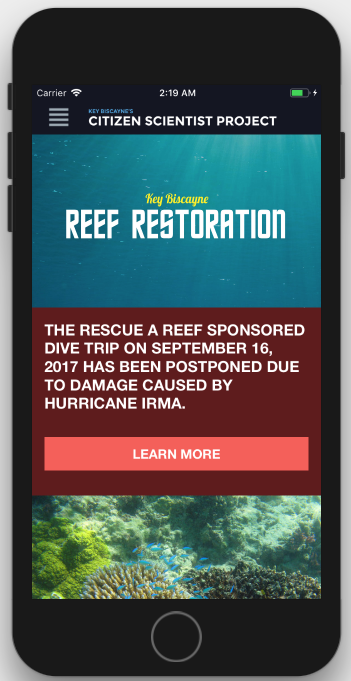 Carrier 2:19 AM
KEY BISCAYNE'S
CITIZEN SCIENTIST PROJECT
Key Biscayne
REEF RESTORATION
THE RESCUE A REEF SPONSORED
DIVE TRIP ON SEPTEMBER 16,
2017 HAS BEEN POSTPONED DUE
TO DAMAGE CAUSED BY
HURRICANE IRMA.
LEARN MORE